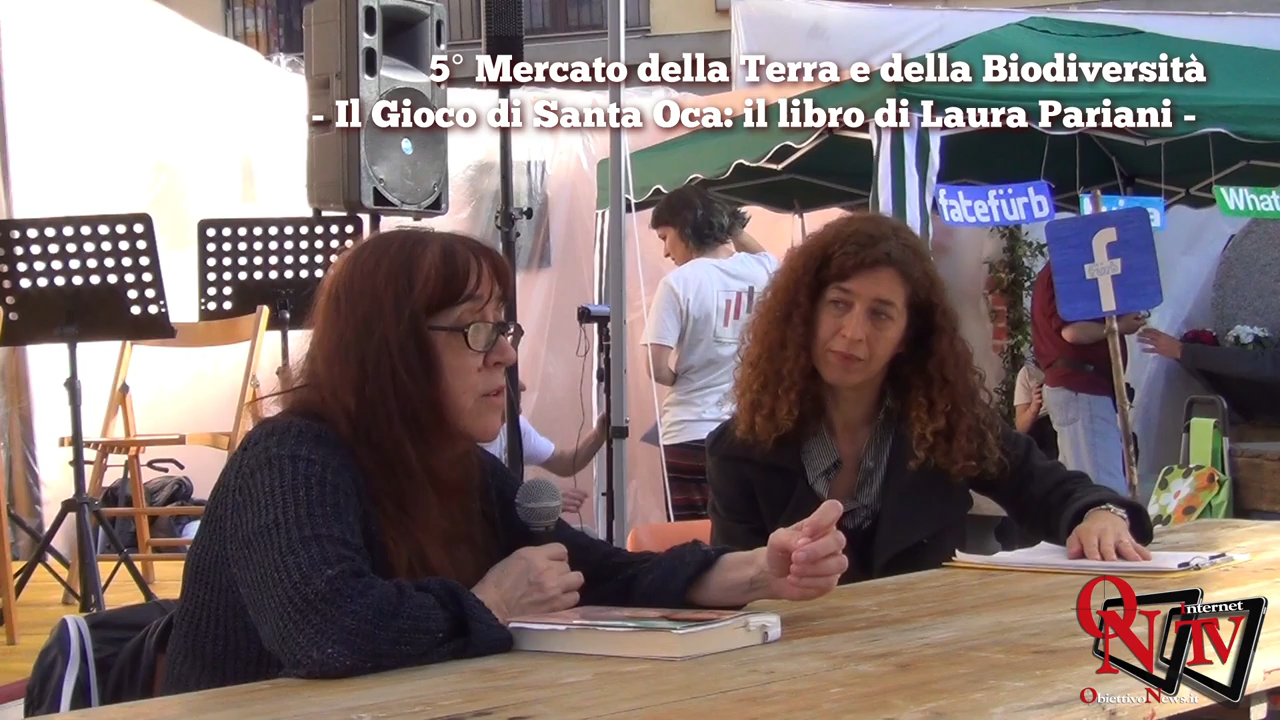 5° Mercato della Terra e della Biodiversità
- Il Gioco di Santa Oca: il libro di Laura Pariani -
fatefürb
What
f
QN Internet
TV
ObiettivoNews.it